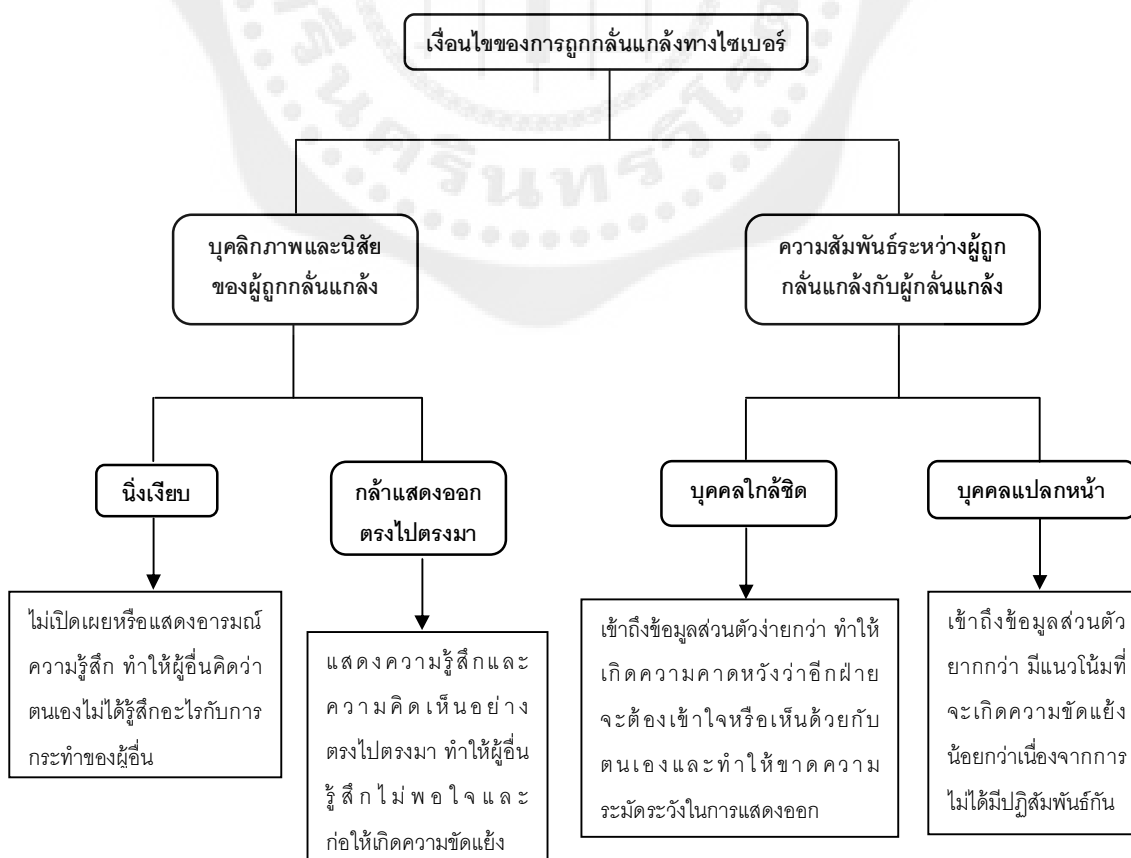 เงื่อนไขของการถูกกลั่นแกล้งทางไซเบอร์
บุคลิกภาพและนิสัย
ของผู้ถูกกลั่นแกล้ง
ความสัมพันธ์ระหว่างผู้ถูก
กลั่นแกล้งกับผู้กลั่นแกล้ง
นิ่งเงียบ
กล้าแสดงออก
ตรงไปตรงมา
บุคคลใกล้ชิด
บุคคลแปลกหน้า
ไม่เปิดเผยหรือแสดงอารมณ์
ความรู้สึก ทำให้ผู้อื่นคิดว่า
ตนเองไม่ได้รู้สึกอะไรกับการ
กระทำของผู้อื่น
แสดงความรู้สึกและ
ความคิดเห็นอย่าง
ตรงไปตรงมา ทำให้ผู้อื่น
รู้สึกไม่พอใจและ
ก่อให้เกิดความขัดแย้ง
เข้าถึงข้อมูลส่วนตัวง่ายกว่า ทำให้
เกิดความคาดหวังว่าอีกฝ่าย
จะต้องเข้าใจหรือเห็นด้วยกับ
ตนเองและทำให้ขาดความ
ระมัดระวังในการแสดงออก
เข้าถึงข้อมูลส่วนตัว
ยากกว่า มีแนวโน้มที่
จะเกิดความขัดแย้ง
น้อยกว่าเนื่องจากการ
ไม่ได้มีปฏิสัมพันธ์กัน